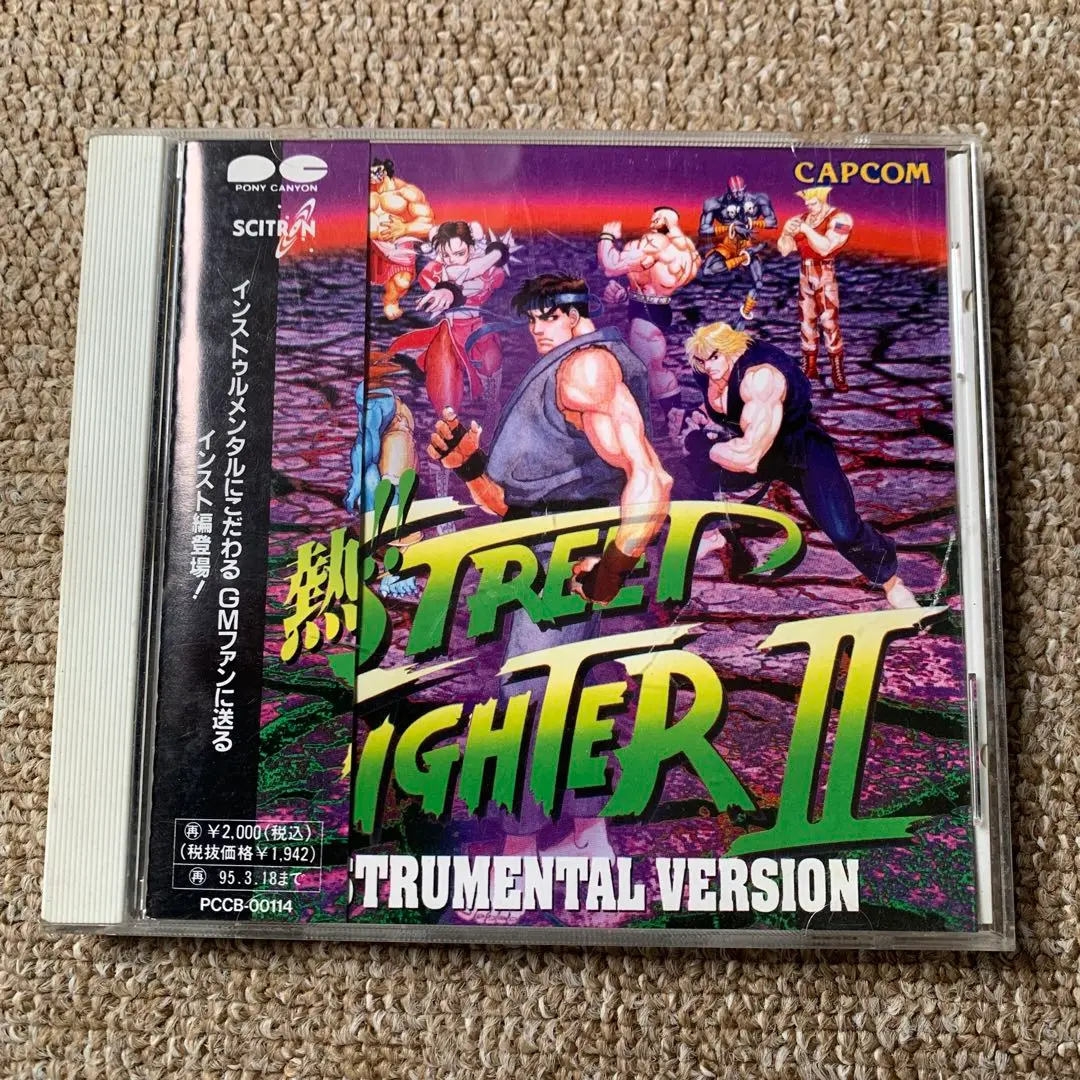 PONY CANYON
SCITRON
インストゥルメンタルにこだわる GMファンに送る
インスト編登場!
再 ¥2,000(税込)
(税抜価格¥1,942)
再 95.3.18まで
PCCB-00114
CAPCOM
熱
STREET
IGHTER II
STRUMENTAL VERSION